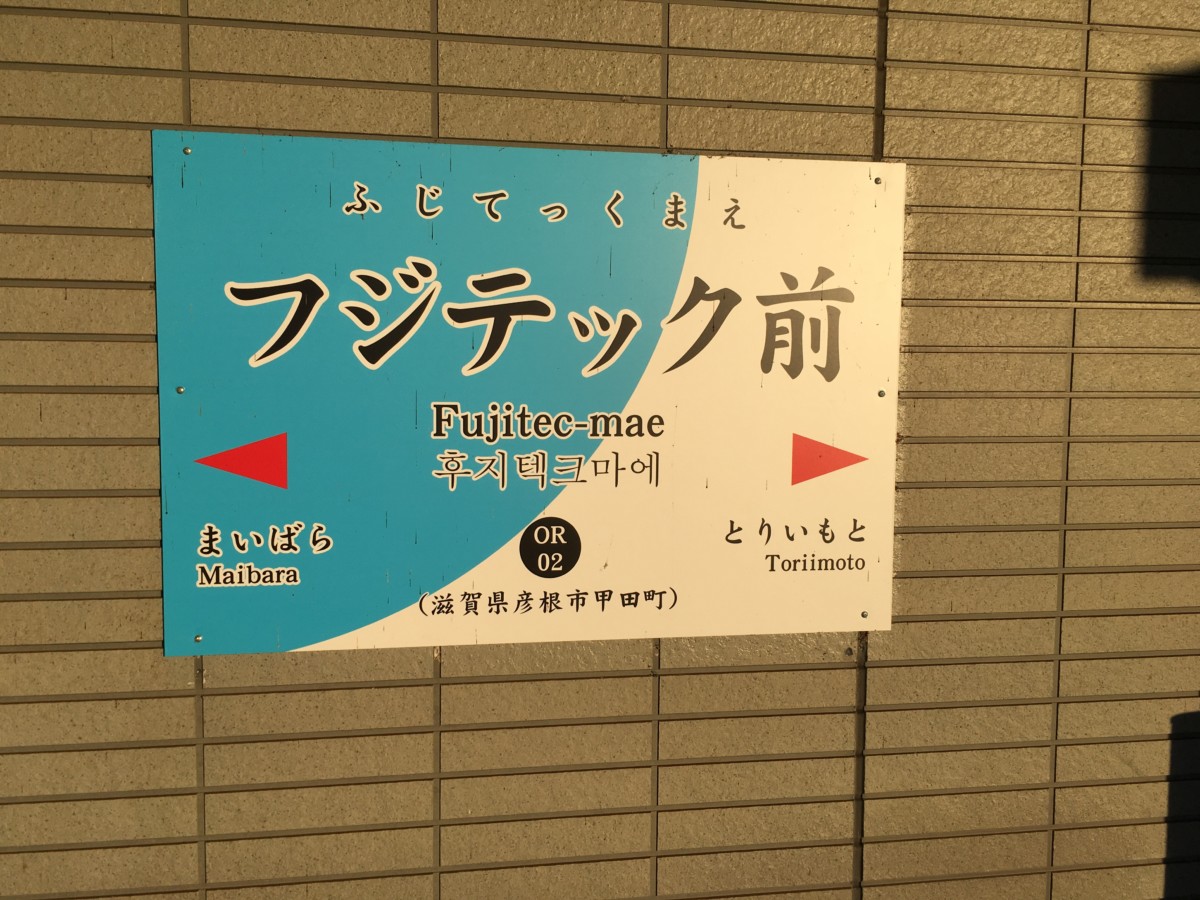 ふじてっくまえ
フジテック前
Fujitec-mae
후지텍크마에
まいばら
Maibara
OR
02
とりいもと
Toriimoto
(滋賀県彦根市甲田町)